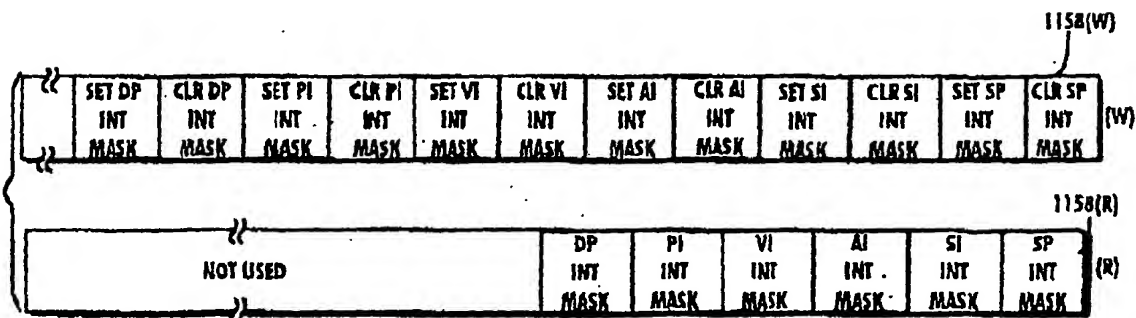 1158(W)
SET DP CLR DP SET PI CLR PI SET VI CLR VI SET AI CLR AI SET SI CLR SI SET SP CLR SP
INT INT INT INT INT INT INT INT INT INT INT INT (W)
MASK MASK MASK MASK MASK MASK MASK MASK MASK MASK MASK MASK
1158(R)
DP PI VI AI SI SP
NOT USED INT INT INT INT INT INT (R)
MASK MASK MASK MASK MASK MASK